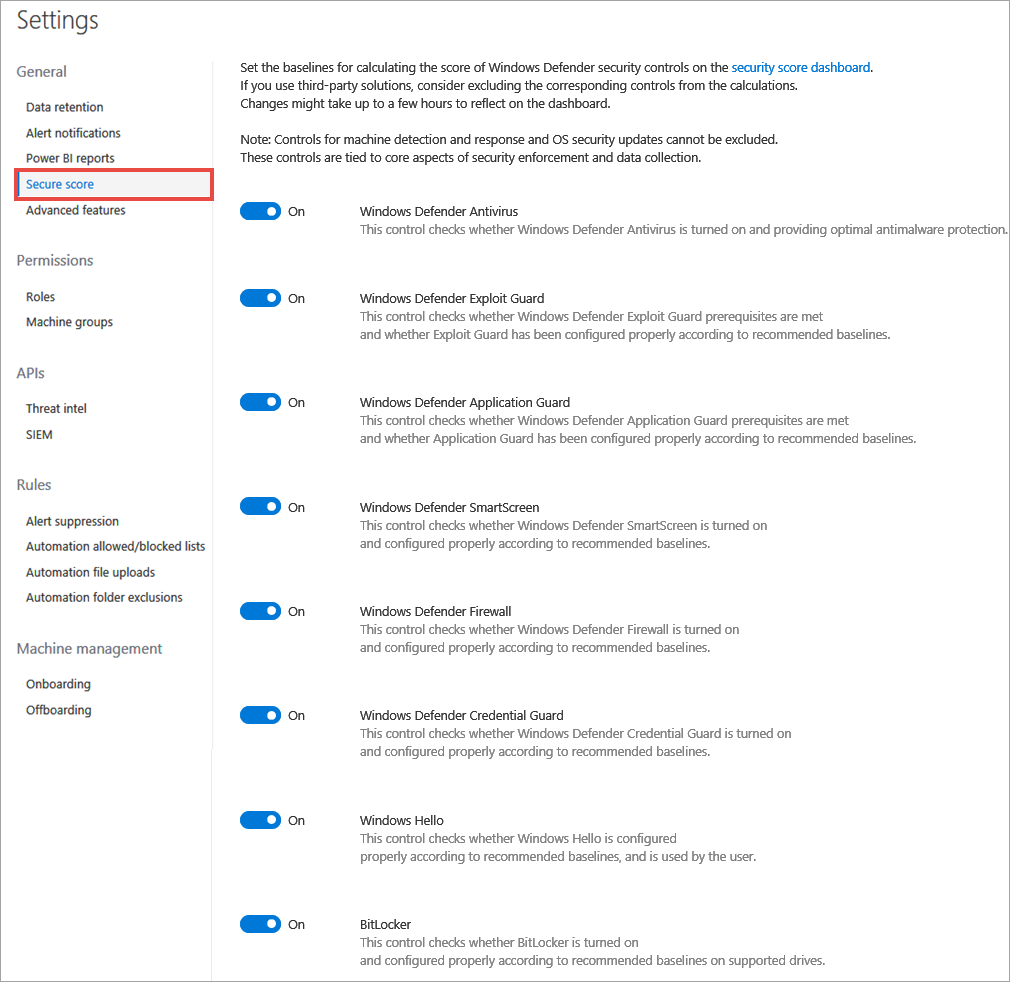 Settings
General
Data retention
Alert notifications
Power BI reports
Secure score
Advanced features
Permissions
Roles
Machine groups
APIs
Threat intel
SIEM
Rules
Alert suppression
Automation allowed/blocked lists
Automation file uploads
Automation folder exclusions
Machine management
Onboarding
Offboarding
Set the baselines for calculating the score of Windows Defender security controls on the security score dashboard.
If you use third-party solutions, consider excluding the corresponding controls from the calculations.
Changes might take up to a few hours to reflect on the dashboard.
Note: Controls for machine detection and response and OS security updates cannot be excluded.
These controls are tied to core aspects of security enforcement and data collection.
On Windows Defender Antivirus
This control checks whether Windows Defender Antivirus is turned on and providing optimal antimalware protection.
On Windows Defender Exploit Guard
This control checks whether Windows Defender Exploit Guard prerequisites are met
and whether Exploit Guard has been configured properly according to recommended baselines.
On Windows Defender Application Guard
This control checks whether Windows Defender Application Guard prerequisites are met
and whether Application Guard has been configured properly according to recommended baselines.
On Windows Defender SmartScreen
This control checks whether Windows Defender SmartScreen is turned on
and configured properly according to recommended baselines.
On Windows Defender Firewall
This control checks whether Windows Defender Firewall is turned on
and configured properly according to recommended baselines.
On Windows Defender Credential Guard
This control checks whether Windows Defender Credential Guard is turned on
and configured properly according to recommended baselines.
On Windows Hello
This control checks whether Windows Hello is configured
properly according to recommended baselines, and is used by the user.
On BitLocker
This control checks whether BitLocker is turned on
and configured properly according to recommended baselines on supported drives.